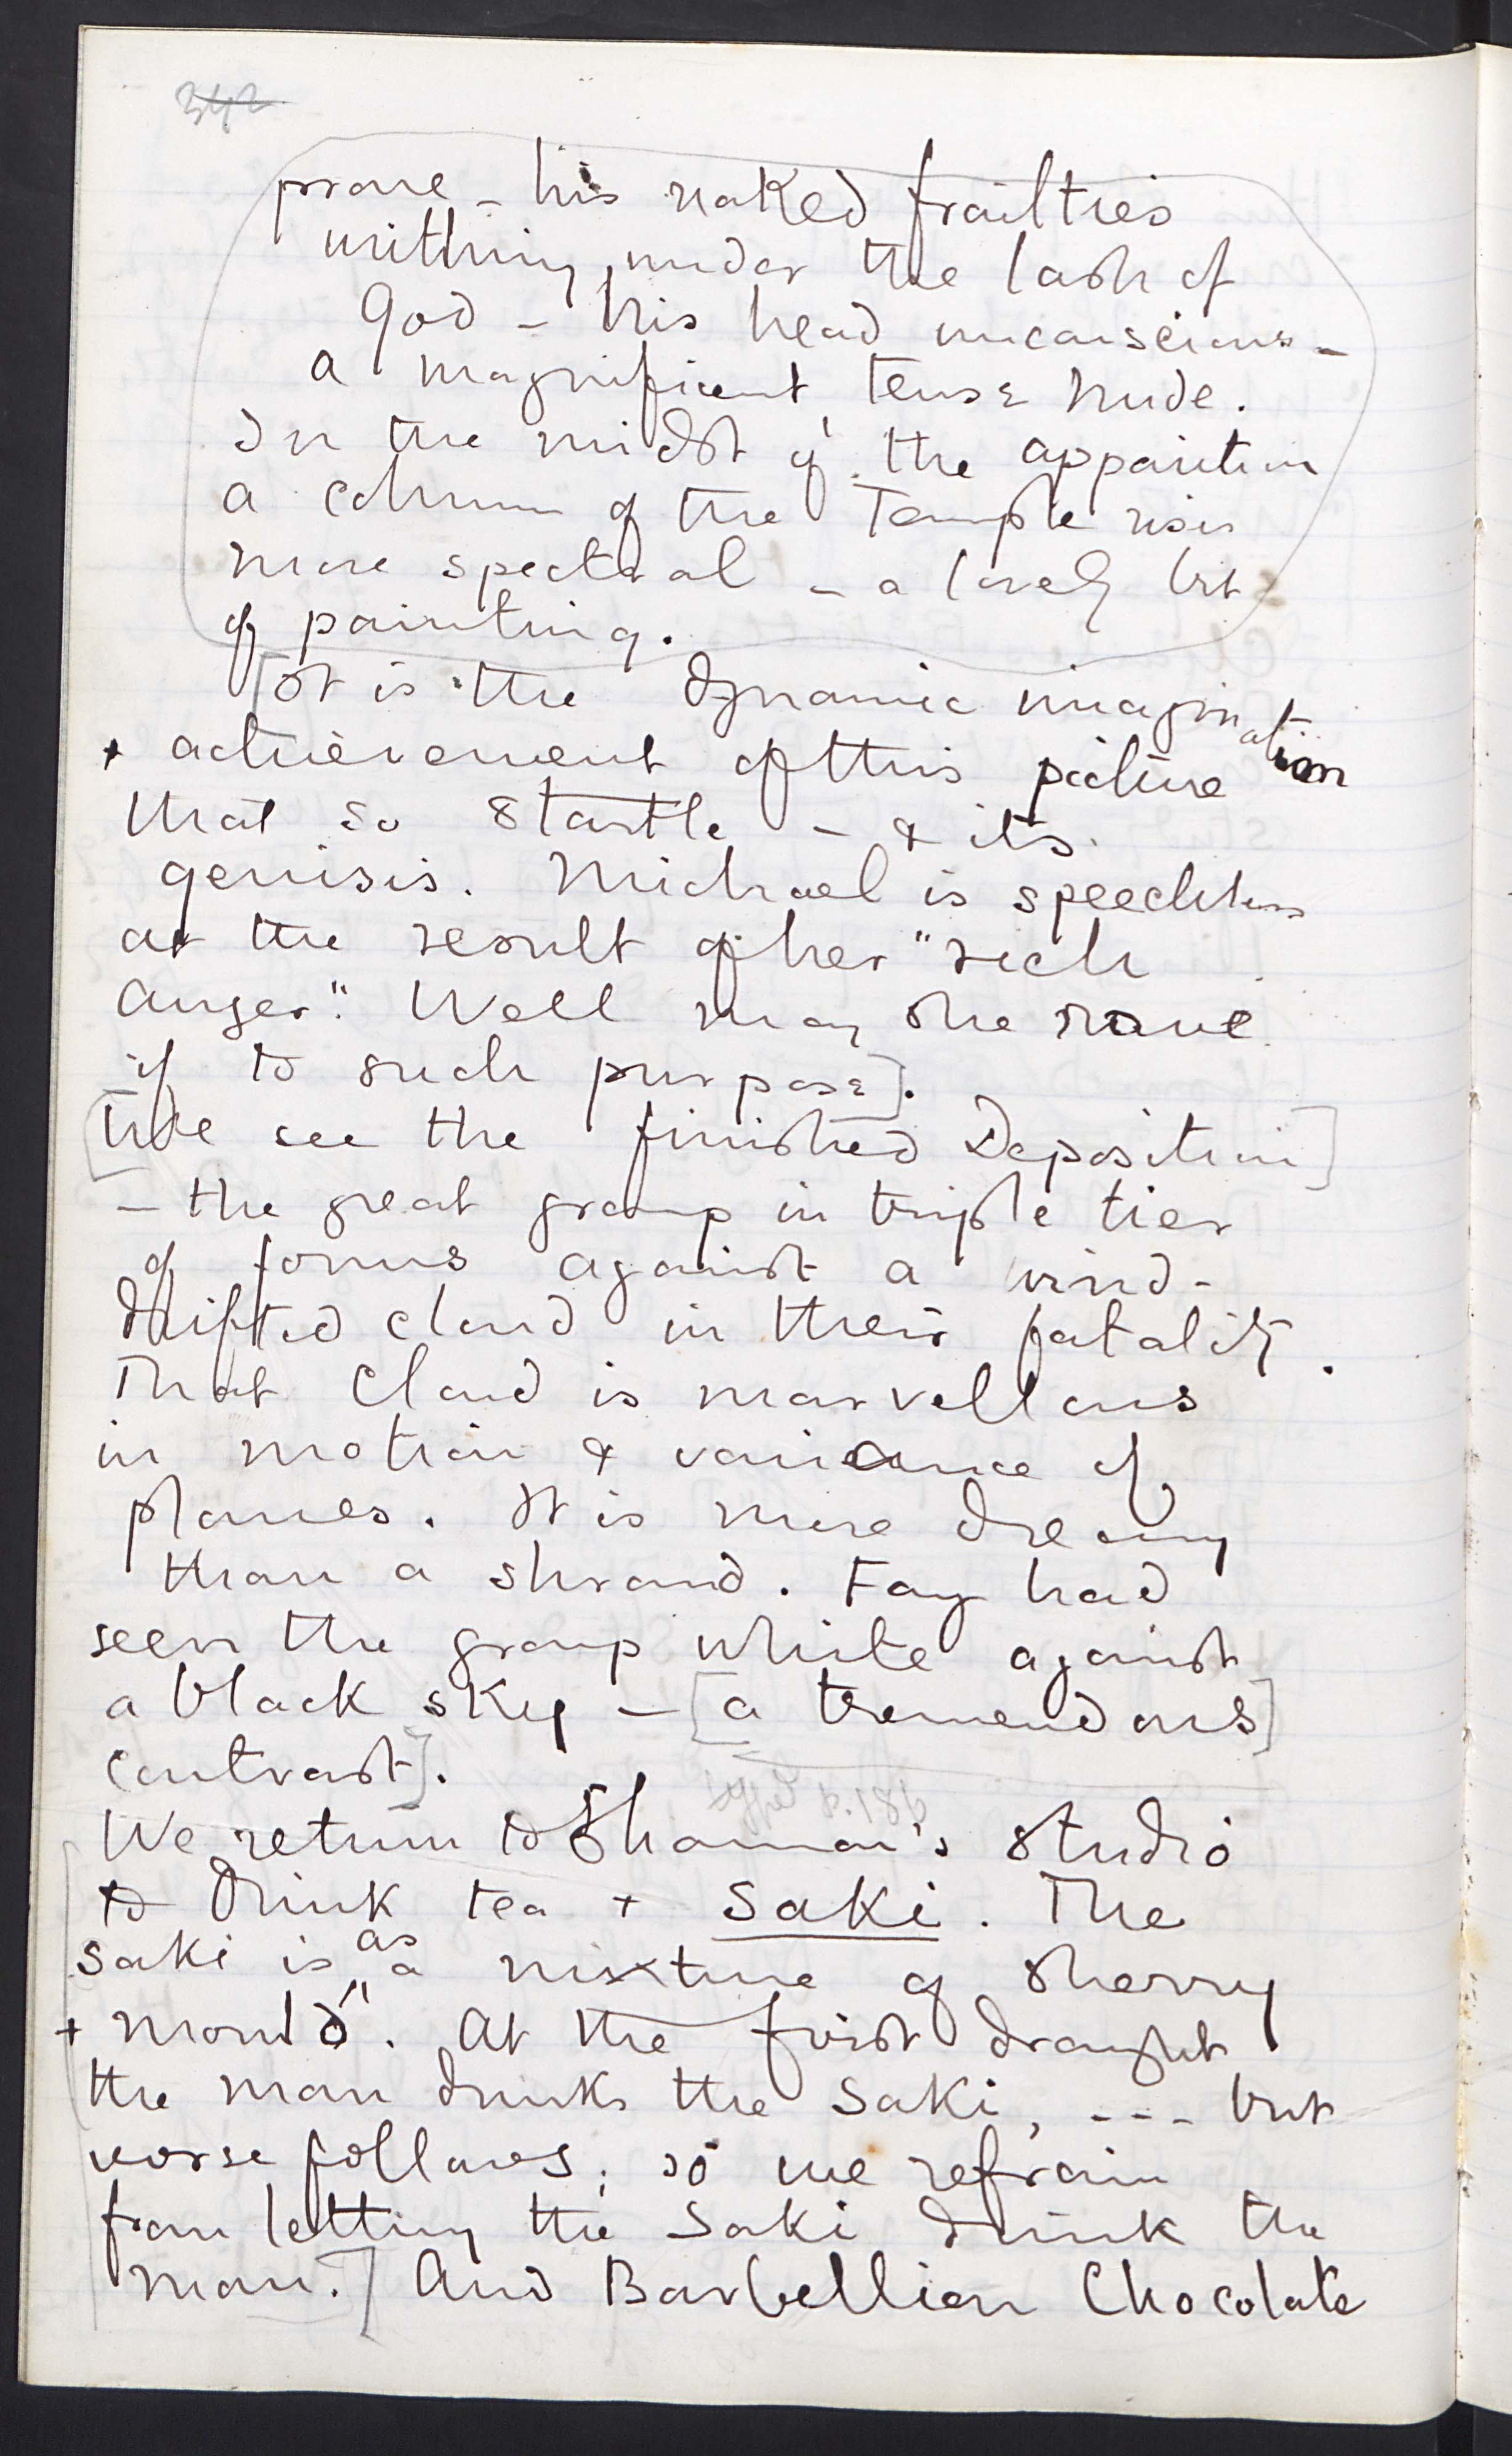 342
prone – his naked frailties
writhing under the lash of
God – his head unconscious –
a magnificent, tense nude.
In the midst of the apparition
a column of the Temple rises
more spectral – a lovely bit
of painting.
[It is the dynamic imagination
+ achievement of this picture
that so startle – & its
genisis. Michael is speechless
at the result of her "rich
anger". Well may she rave
if to such purpose].
[We see the finished Deposition]
– the great group in triple tier
of forms against a wind-
drifted cloud in their fatality.
That cloud is marvellous
in motion & variance of
planes. It is more dreamy
than a shroud. Fay had
seen the group white against
a black sky – [a tremendous]
contrast].
typed p. 186
We return to Shannon's studio
to drink tea + Saki. The
saki is as "a mixture of sherry
+ mould". At the first draught
the man drinks the Saki, --- but
worse follows; so we refrain
from letting the Saki drink the
man.] And Barbellion Chocolate